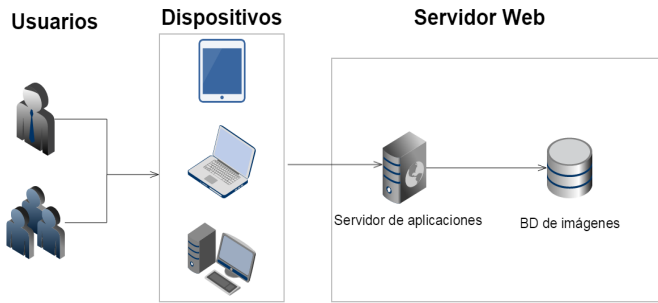 Usuarios
Dispositivos
Servidor Web
Servidor de aplicaciones
BD de imágenes